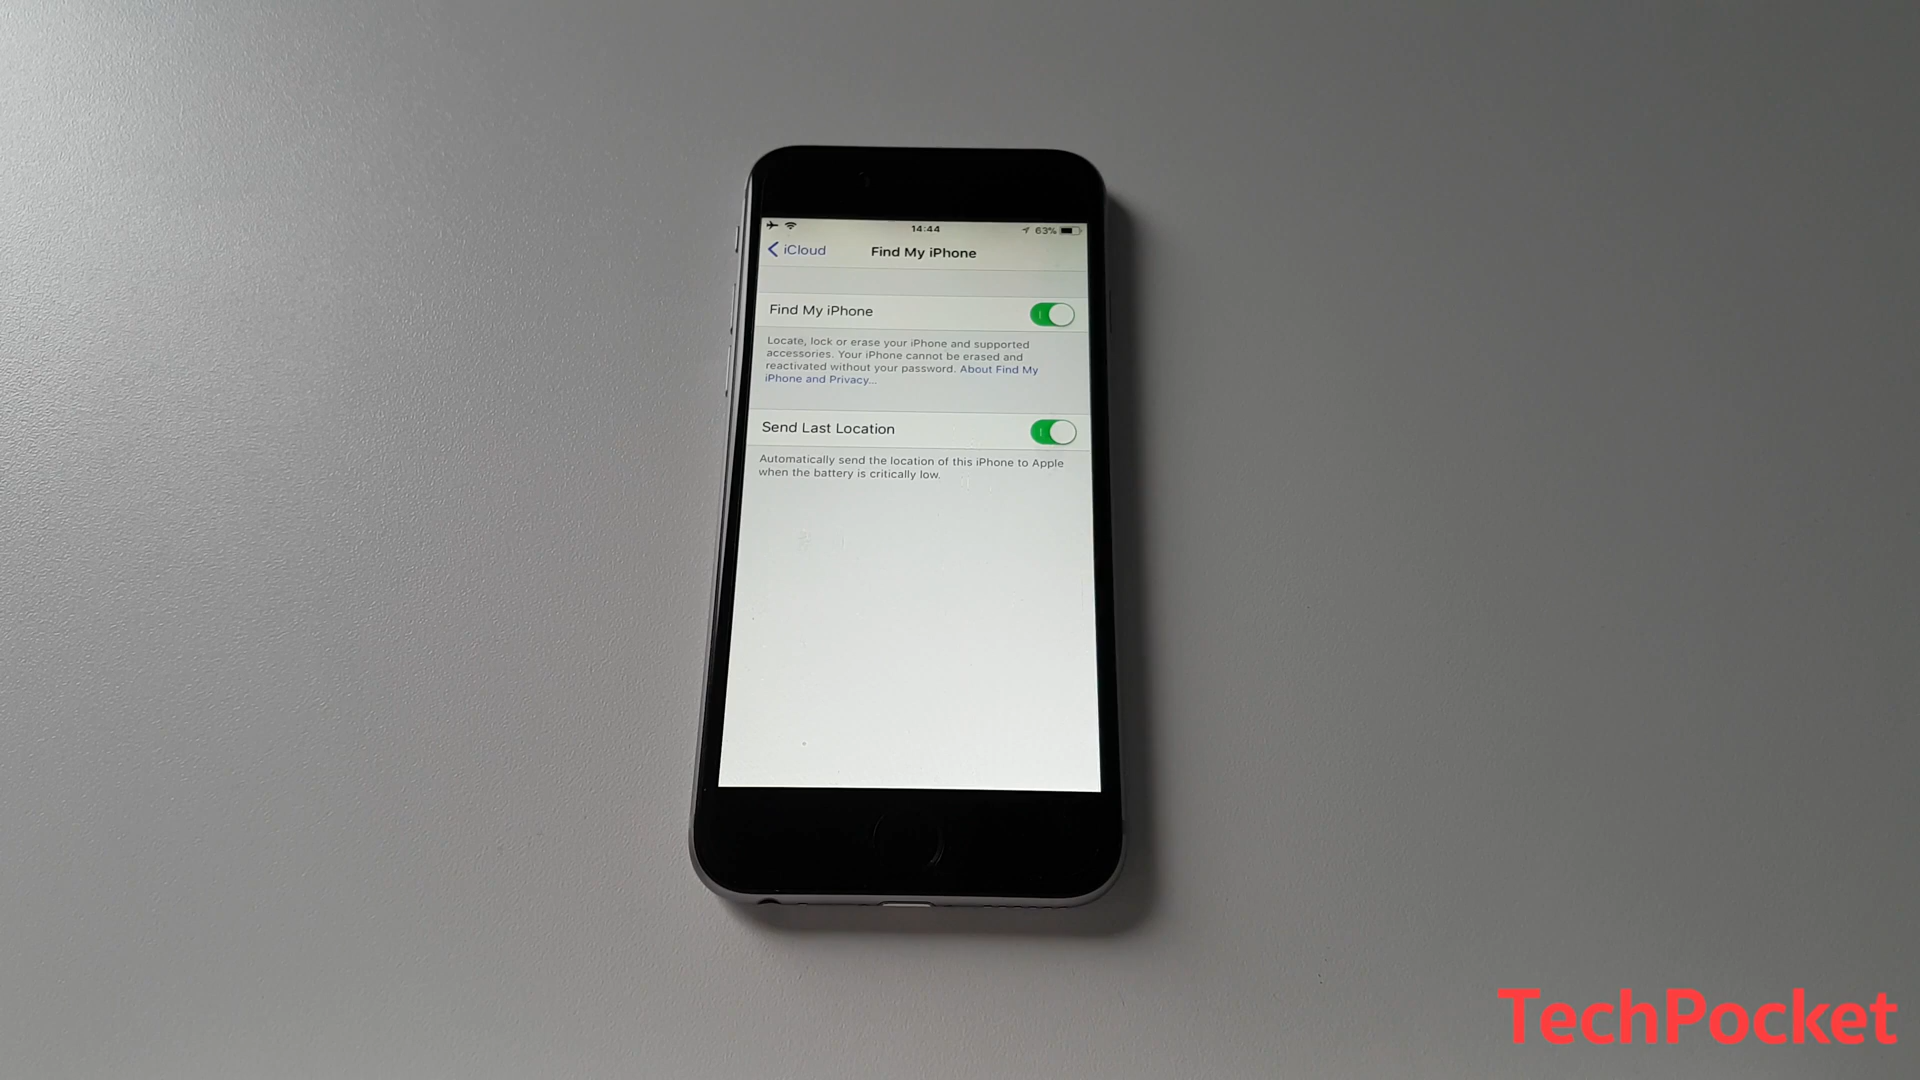 14:44
63%
iCloud
Find My iPhone
Find My iPhone
Locate, lock or erase your iPhone and supported
accessories. Your iPhone cannot be erased and
reactivated without your password. About Find My
iPhone and Privacy...
Send Last Location
Automatically send the location of this iPhone to Apple
when the battery is critically low.
TechPocket